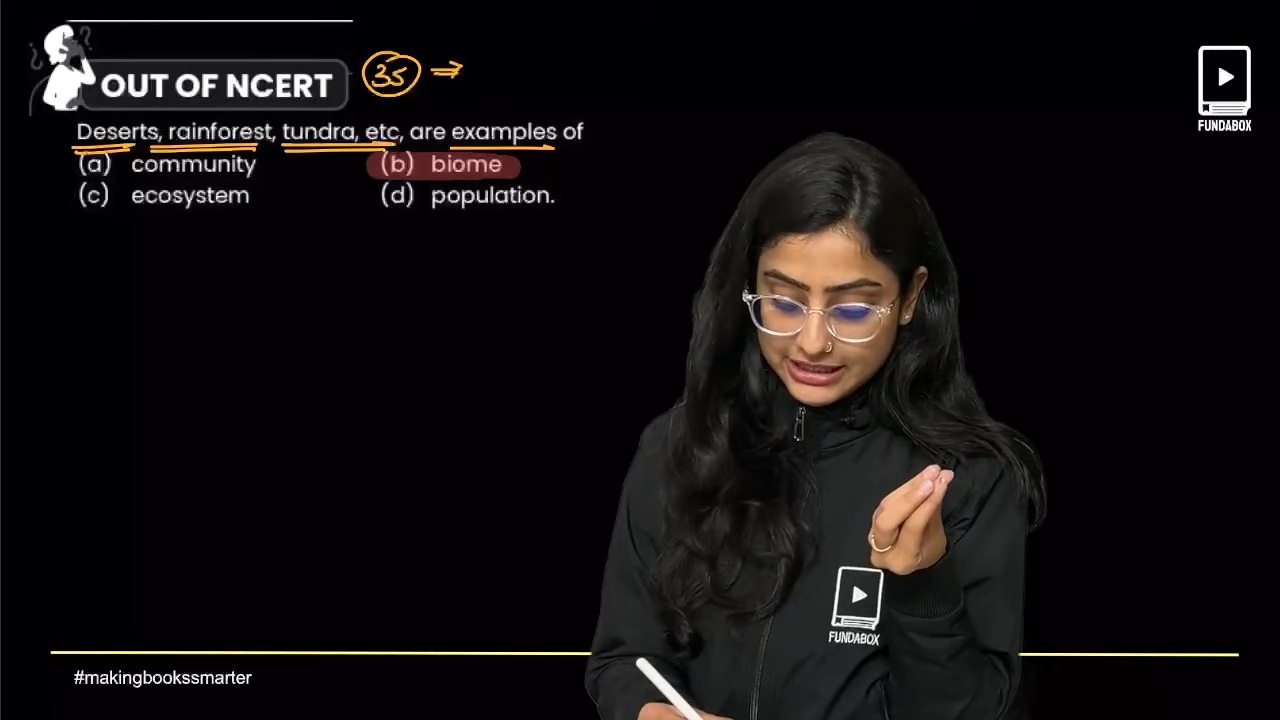 OUT OF NCERT 35 ⇒
FUNDABOX
Deserts, rainforest, tundra, etc, are examples of
(a) community (b) biome
(c) ecosystem (d) population.
FUNDABOX
#makingbookssmarter